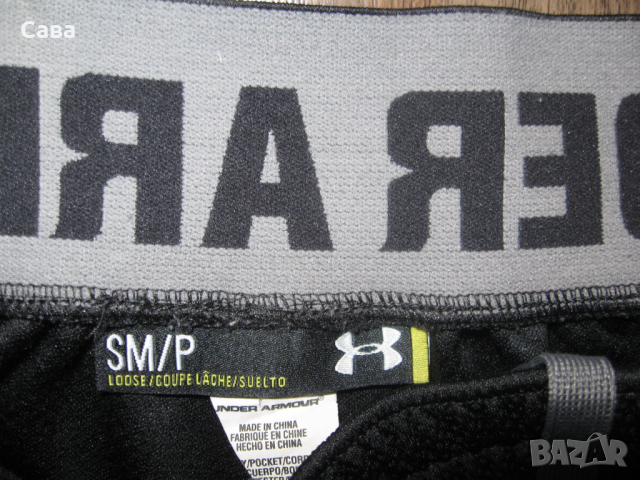 Сава
ER AR
SM/P
LOOSE/COUPE LÂCHE/SUELTO
UNDER ARMOUR
MADE IN CHINA
FABRIQUÉ EN CHINE
HECHO EN CHINA
BAZAR